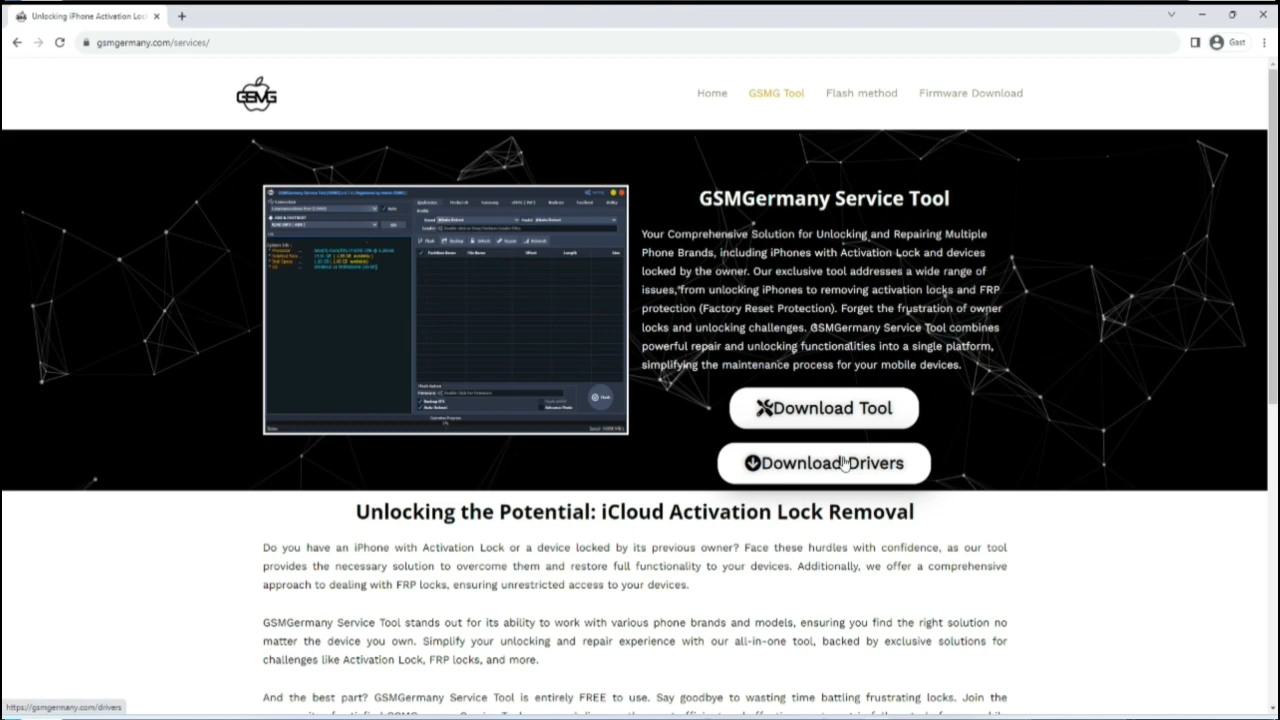 Unlocking iPhone Activation Loc
gsmgermany.com/services/
Gast
GSMG
Home
GSMG Tool
Flash method
Firmware Download
GSMGermany Service Tool
Your Comprehensive Solution for Unlocking and Repairing Multiple
Phone Brands, including iPhones with Activation Lock and devices
locked by the owner. Our exclusive tool addresses a wide range of
issues, from unlocking iPhones to removing activation locks and FRP
protection (Factory Reset Protection). Forget the frustration of owner
locks and unlocking challenges. GSMGermany Service Tool combines
powerful repair and unlocking functionalities into a single platform,
simplifying the maintenance process for your mobile devices.
Download Tool
Download Drivers
Unlocking the Potential: iCloud Activation Lock Removal
Do you have an iPhone with Activation Lock or a device locked by its previous owner? Face these hurdles with confidence, as our tool
provides the necessary solution to overcome them and restore full functionality to your devices. Additionally, we offer a comprehensive
approach to dealing with FRP locks, ensuring unrestricted access to your devices.
GSMGermany Service Tool stands out for its ability to work with various phone brands and models, ensuring you find the right solution no
matter the device you own. Simplify your unlocking and repair experience with our all-in-one tool, backed by exclusive solutions for
challenges like Activation Lock, FRP locks, and more.
And the best part? GSMGermany Service Tool is entirely FREE to use. Say goodbye to wasting time battling frustrating locks. Join the
https://gsmgermany.com/drivers